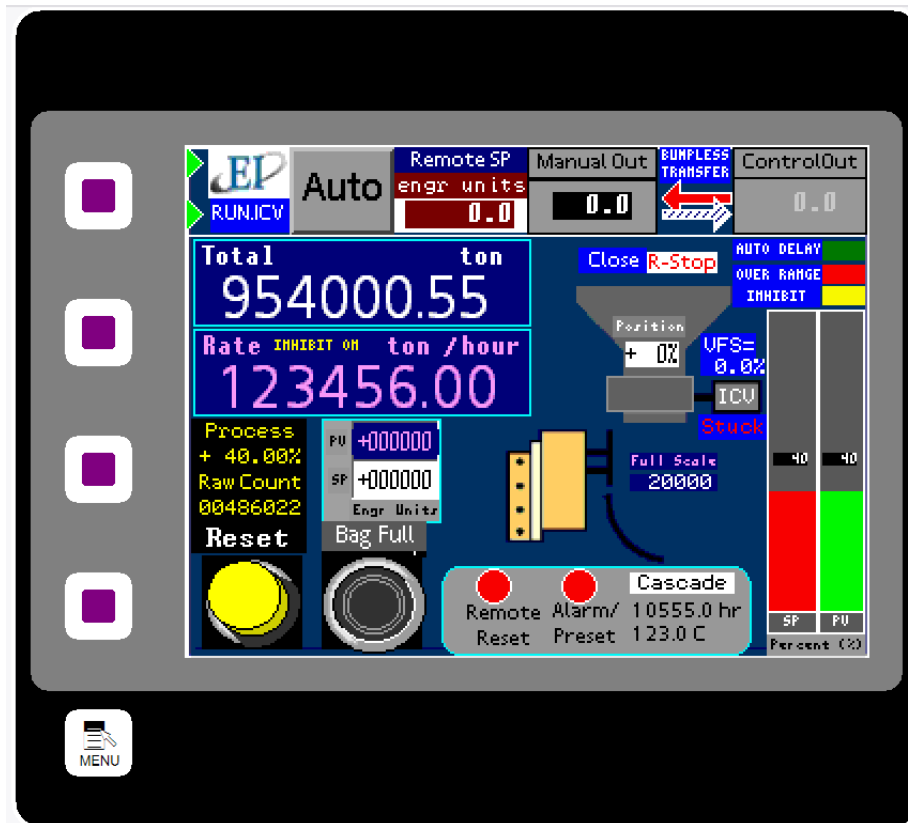 EIP
RUN.ICV
Auto
Remote SP
engr units
0.0
Manual Out
0.0
BUMPLESS
TRANSFER
ControlOut
0.0
Total ton
954000.55
Rate INHIBIT ON ton /hour
123456.00
Close R-Stop
AUTO DELAY
OVER RANGE
INHIBIT
Position
+ 0%
VFS=
0.0%
ICV
Stuck
Process
+ 40.00%
Raw Count
00486022
Reset
PV +000000
SP +000000
Engr Units
Bag Full
Full Scale
20000
40 40
SP PV
Percent (%)
Cascade
Remote Alarm/ 10555.0 hr
Reset Preset 123.0 C
MENU